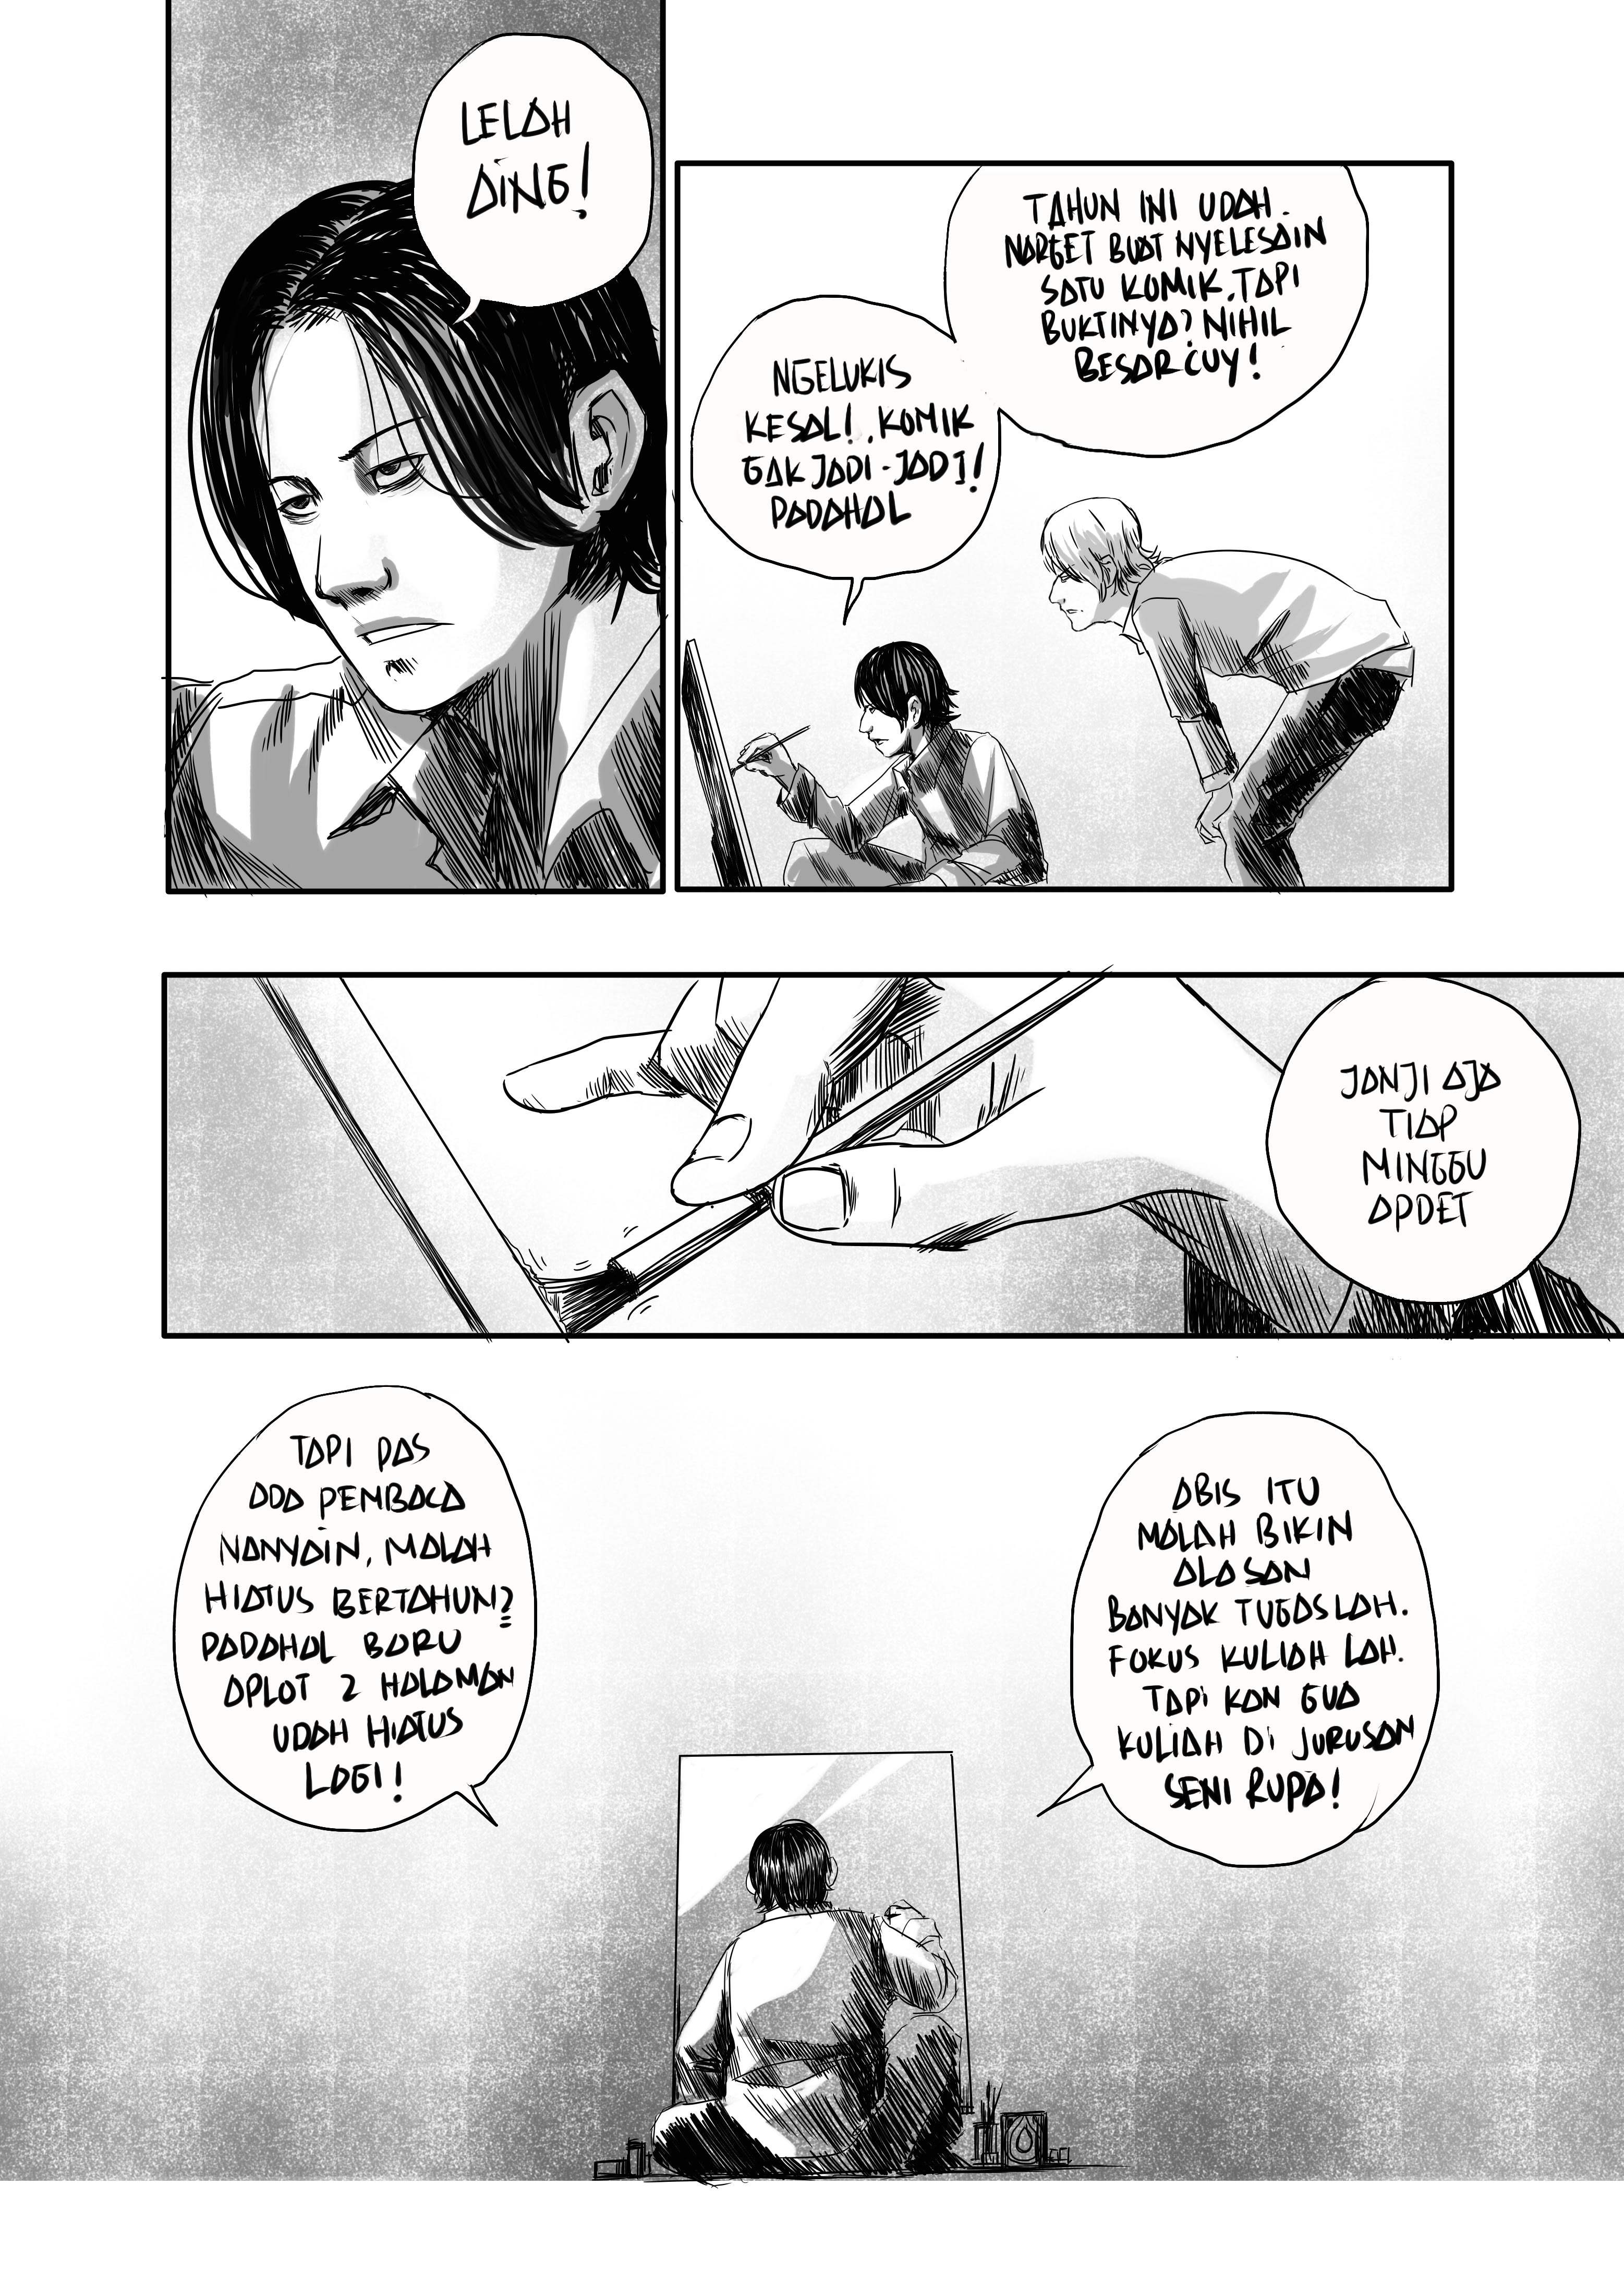 LELAH
AING!
TAHUN INI UDAH.
NARGET BUAT NYELESAIN
SATU KOMIK. TAPI
BUKTINYA? NIHIL
BESAR CUY!
NGELUKIS
KESAL!. KOMIK
GAK JADI-JADI!
PADAHAL
JANJI AJA
TIAP
MINGGU
APDET
TAPI PAS
ADA PEMBACA
NANYAIN, MALAH
HIATUS BERTAHUN?
PADAHAL BARU
APLOT 2 HALAMAN
UDAH HIATUS
LAGI!
ABIS ITU
MALAH BIKIN
ALASAN
BANYAK TUGASLAH.
FOKUS KULIAH LAH.
TAPI KAN GUA
KULIAH DI JURUSAN
SENI RUPA!